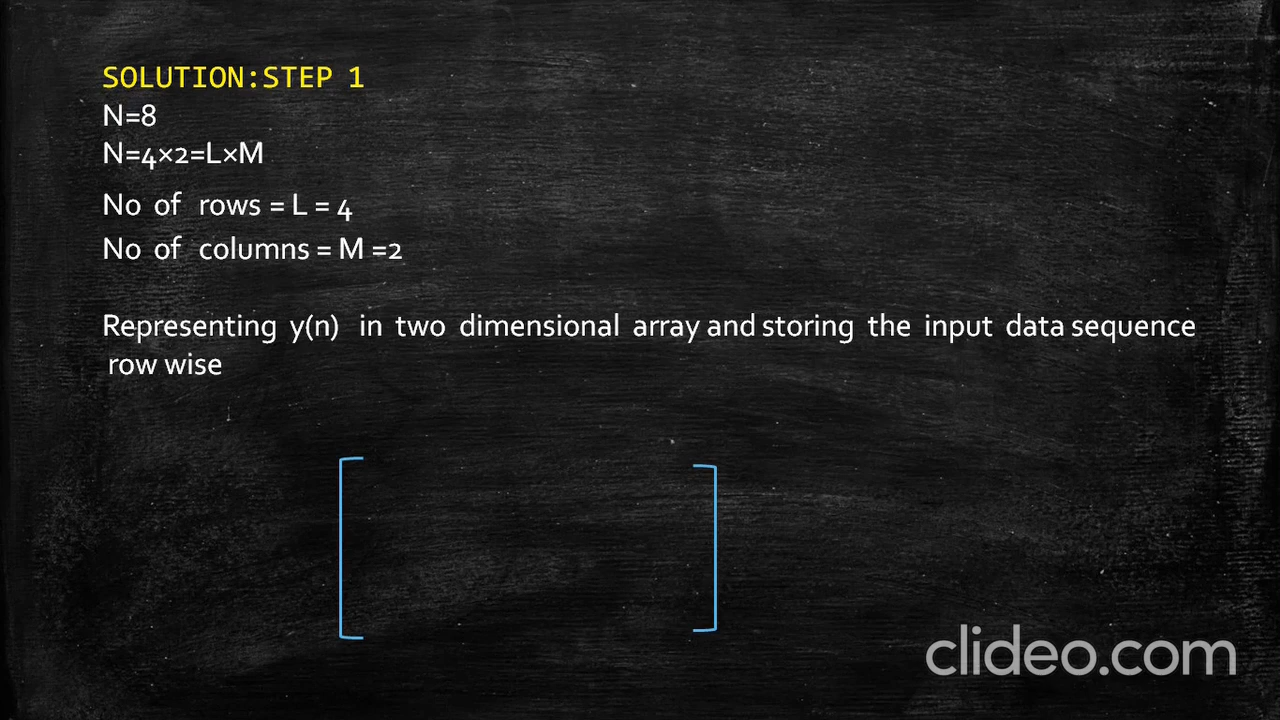 SOLUTION:STEP 1
N=8
N=4×2=L×M
No of rows = L = 4
No of columns = M =2
Representing y(n) in two dimensional array and storing the input data sequence
row wise
clideo.com